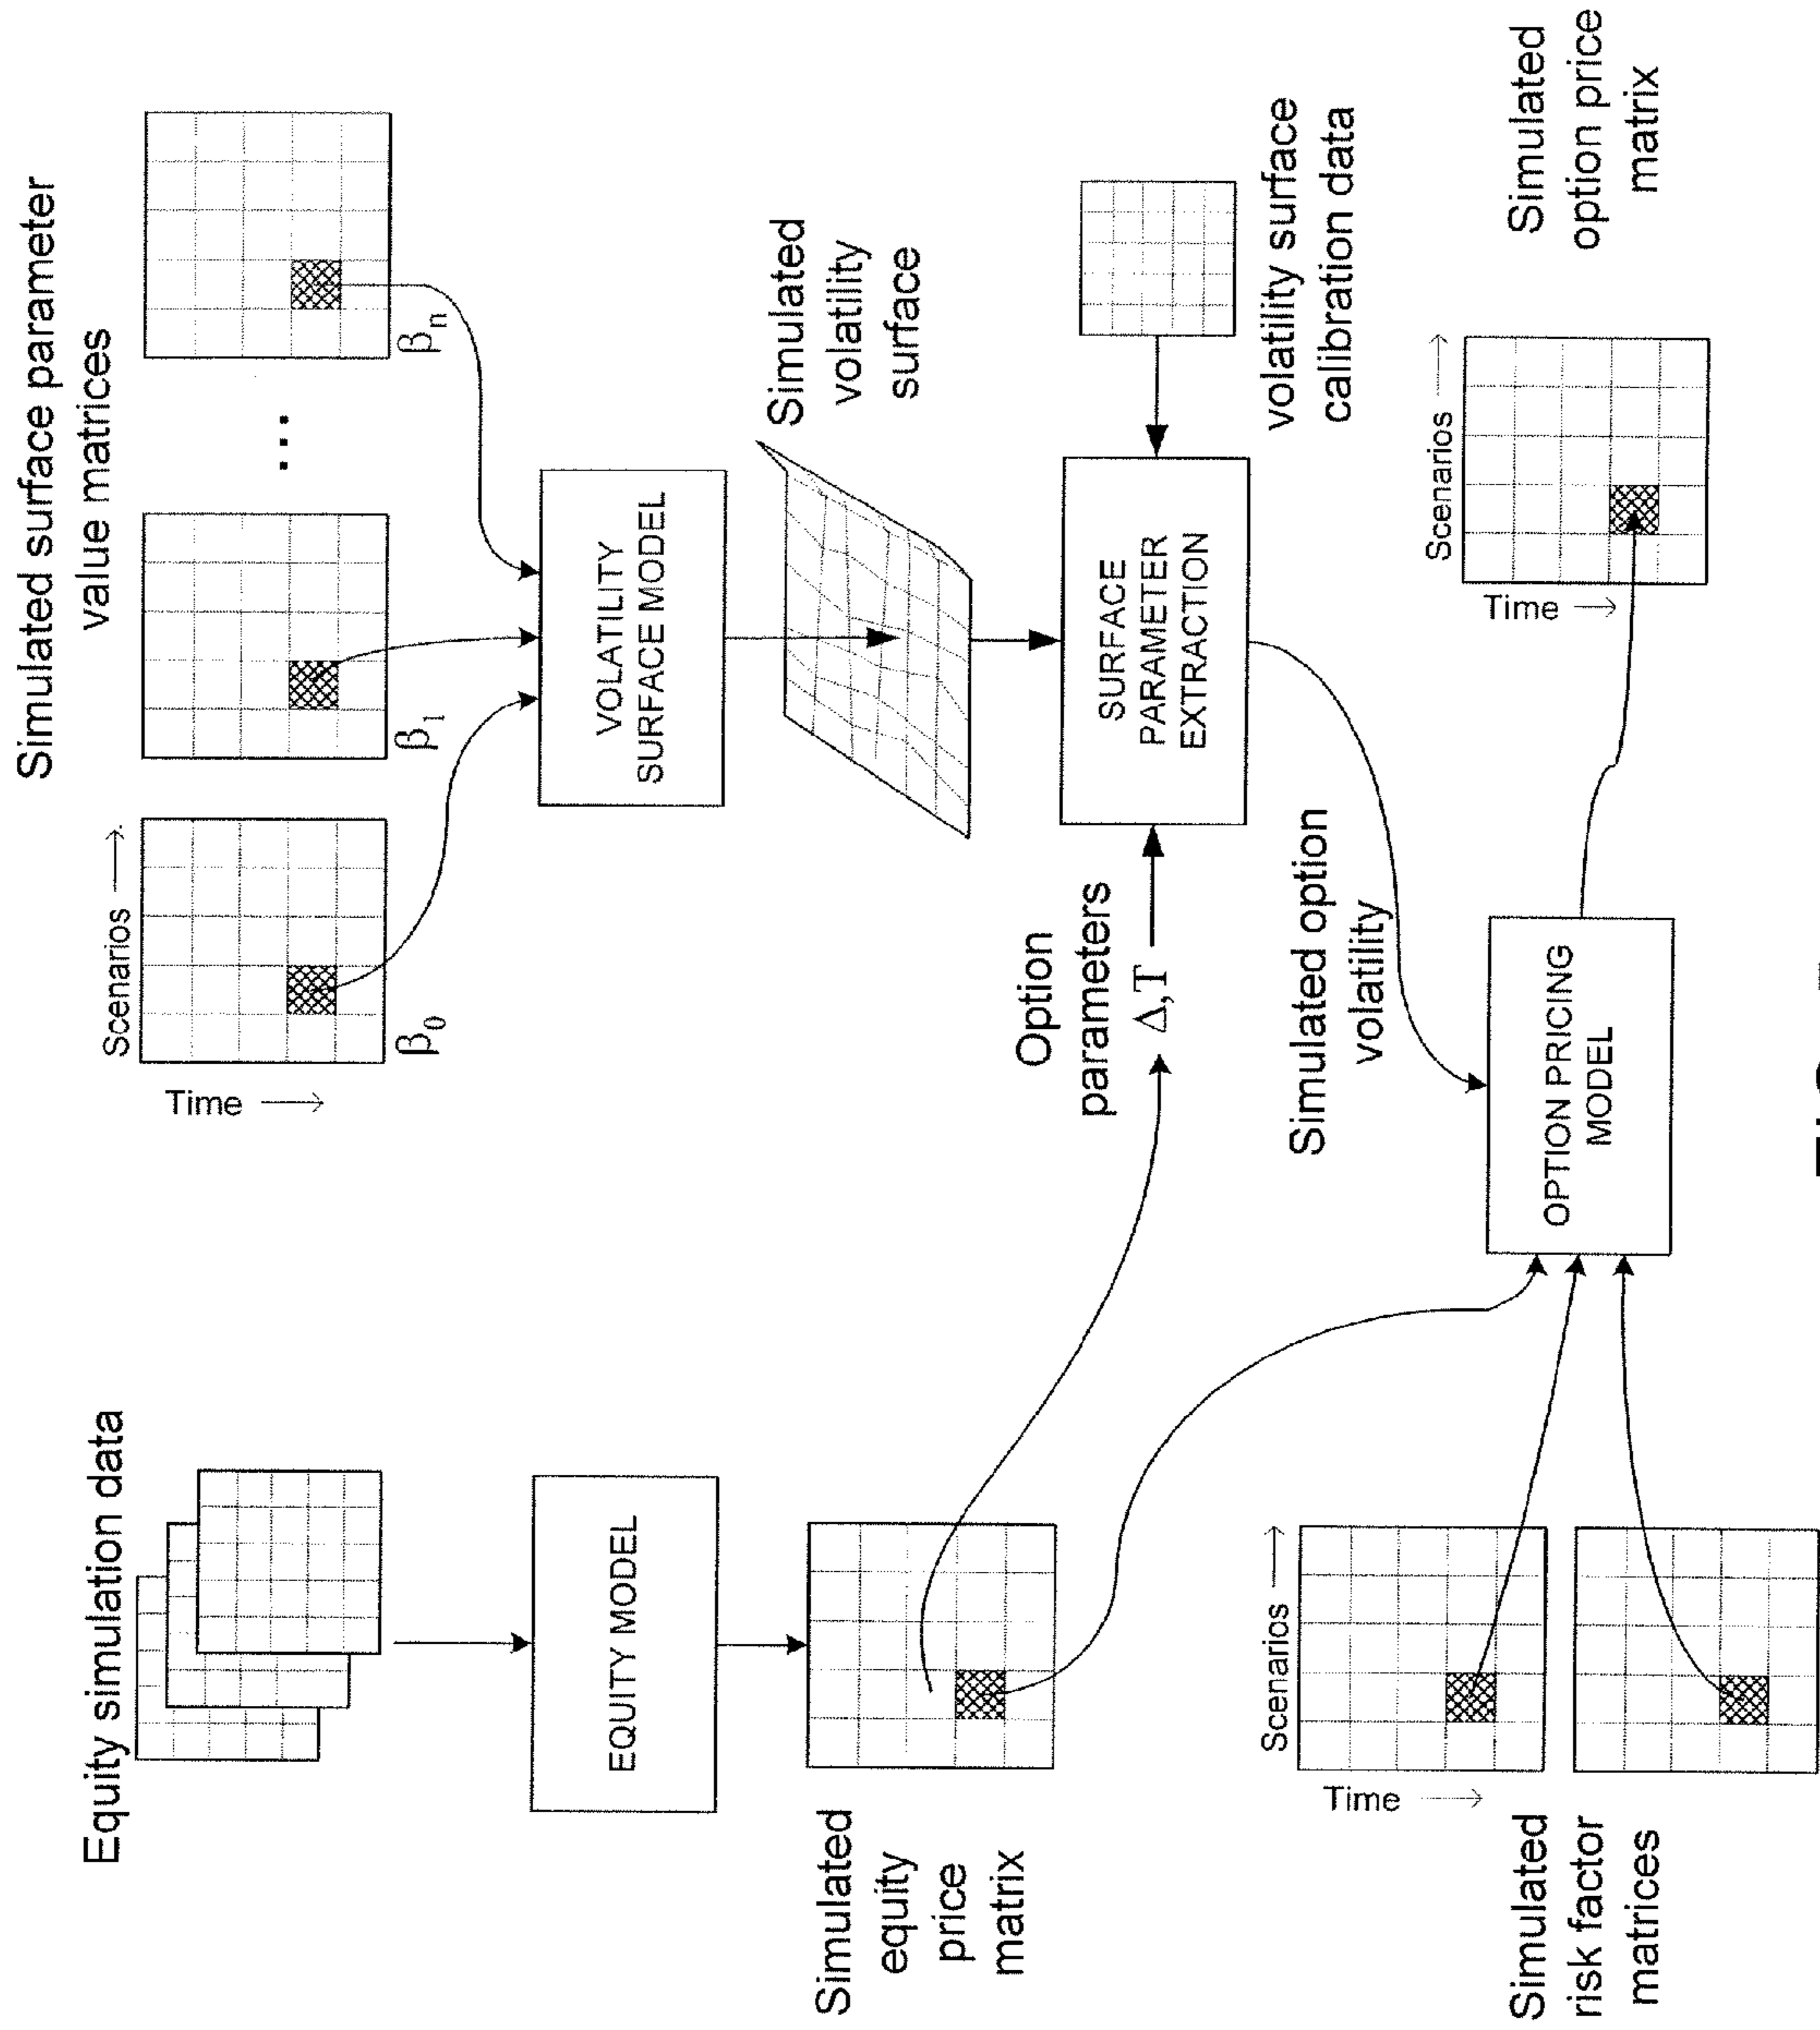 Equity simulation data
EQUITY MODEL
Simulated
equity
price
matrix
Simulated surface parameter
value matrices
Scenarios →
Time →
β0
β1
...
βn
VOLATILITY
SURFACE MODEL
Simulated
volatility
surface
Option
parameters
Δ,T
SURFACE
PARAMETER
EXTRACTION
volatility surface
calibration data
Simulated option
volatility
Scenarios →
Time →
Simulated
risk factor
matrices
OPTION PRICING
MODEL
Scenarios →
Time →
Simulated
option price
matrix